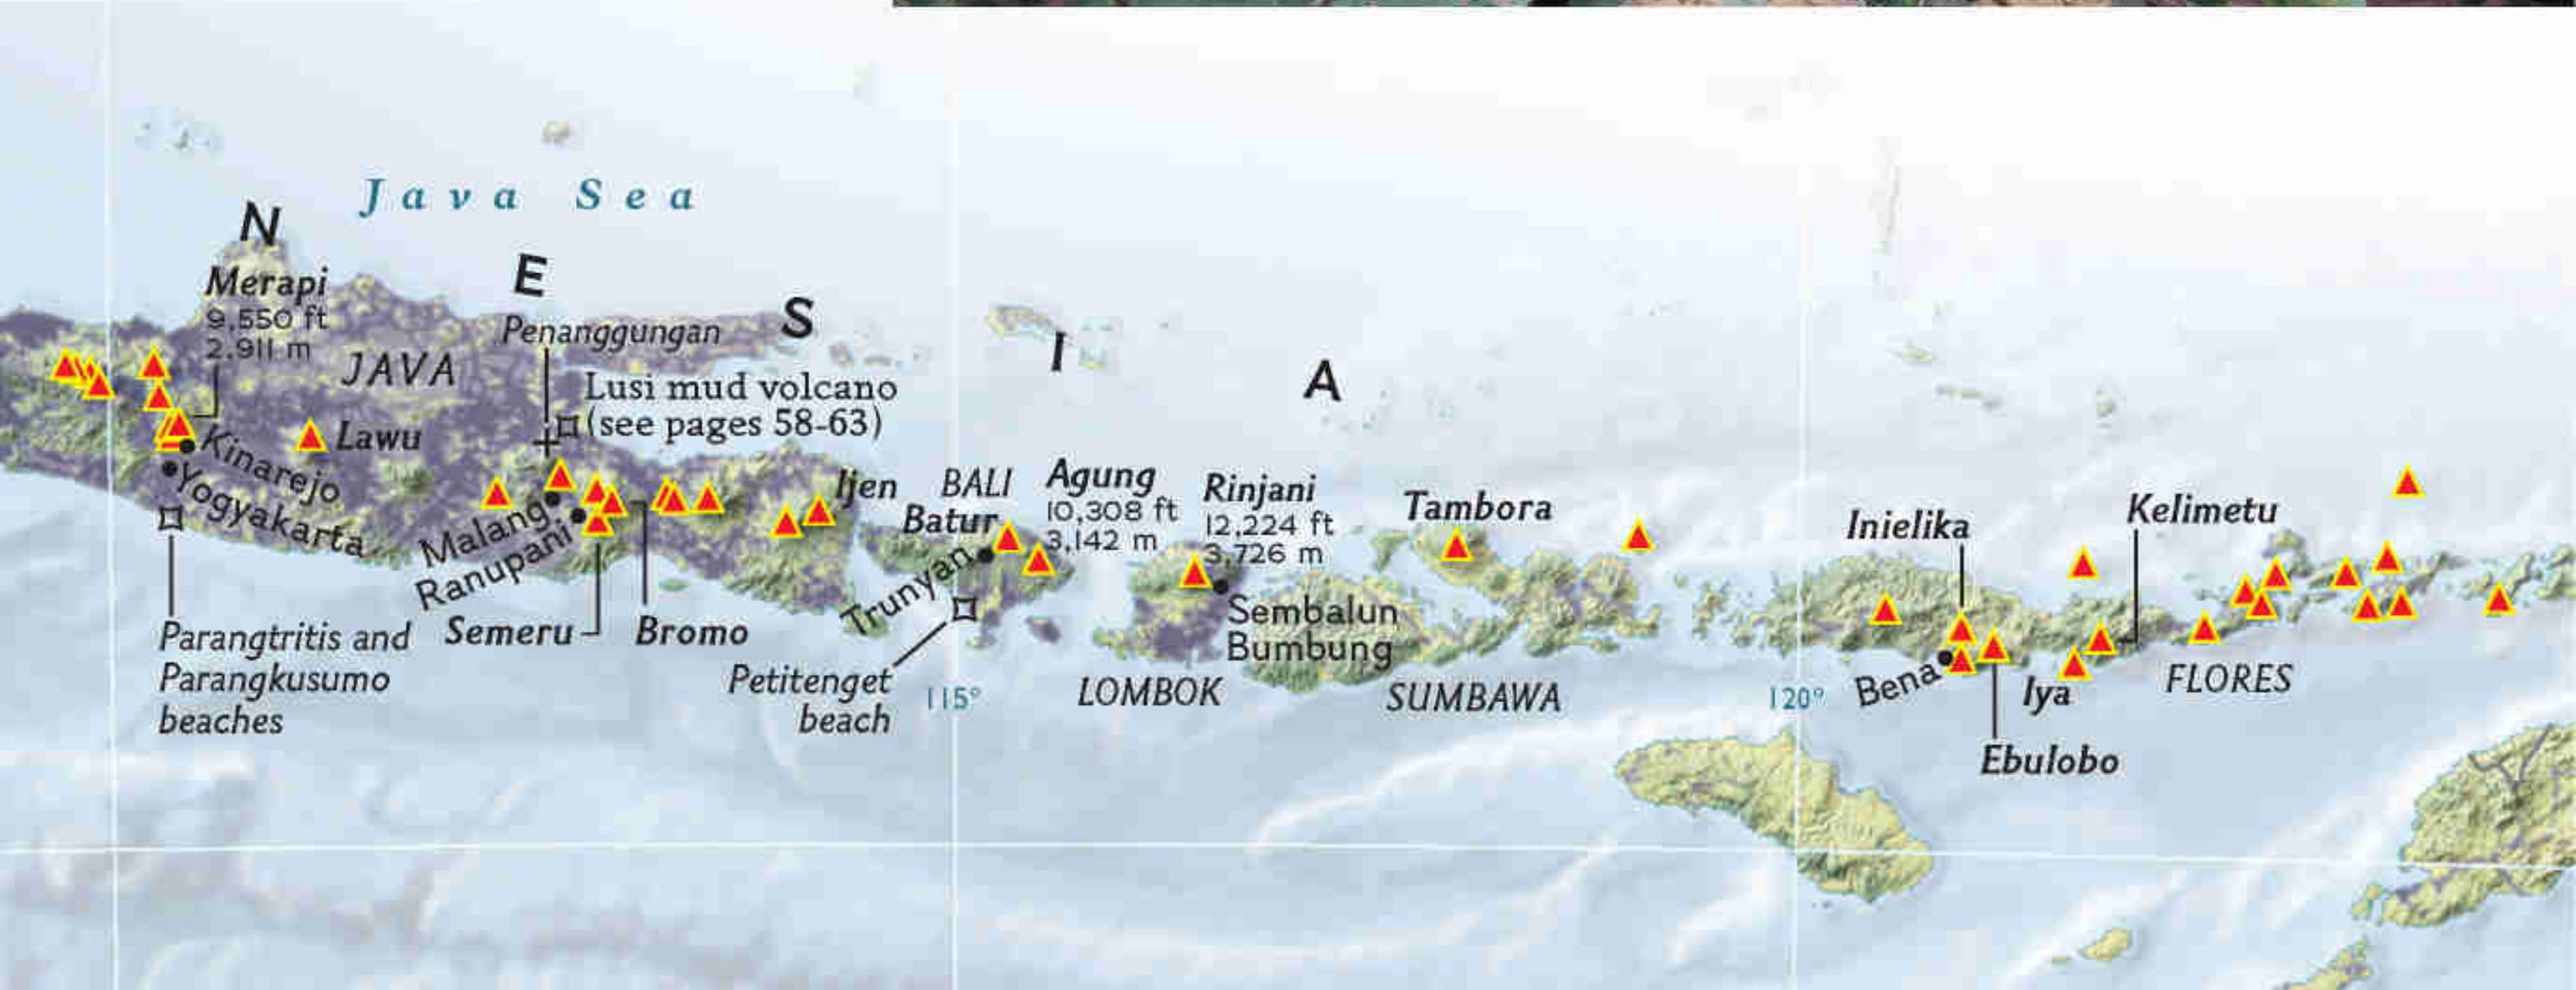 Java Sea
N
E
S
I
A
Merapi
9,550 ft
2,911 m
JAVA
Penanggungan
Lusi mud volcano
(see pages 58-63)
Lawu
Kinarejo
Yogyakarta
Malang
Ranupani
Parangtritis and
Parangkusumo
beaches
Semeru
Bromo
Ijen
BALI
Batur
Trunyan
Agung
10,308 ft
3,142 m
Petitenget
beach
115°
Rinjani
12,224 ft
3,726 m
Sembalun
Bumbung
LOMBOK
Tambora
SUMBAWA
120°
Inielika
Kelimetu
Bena
Iya
FLORES
Ebulobo